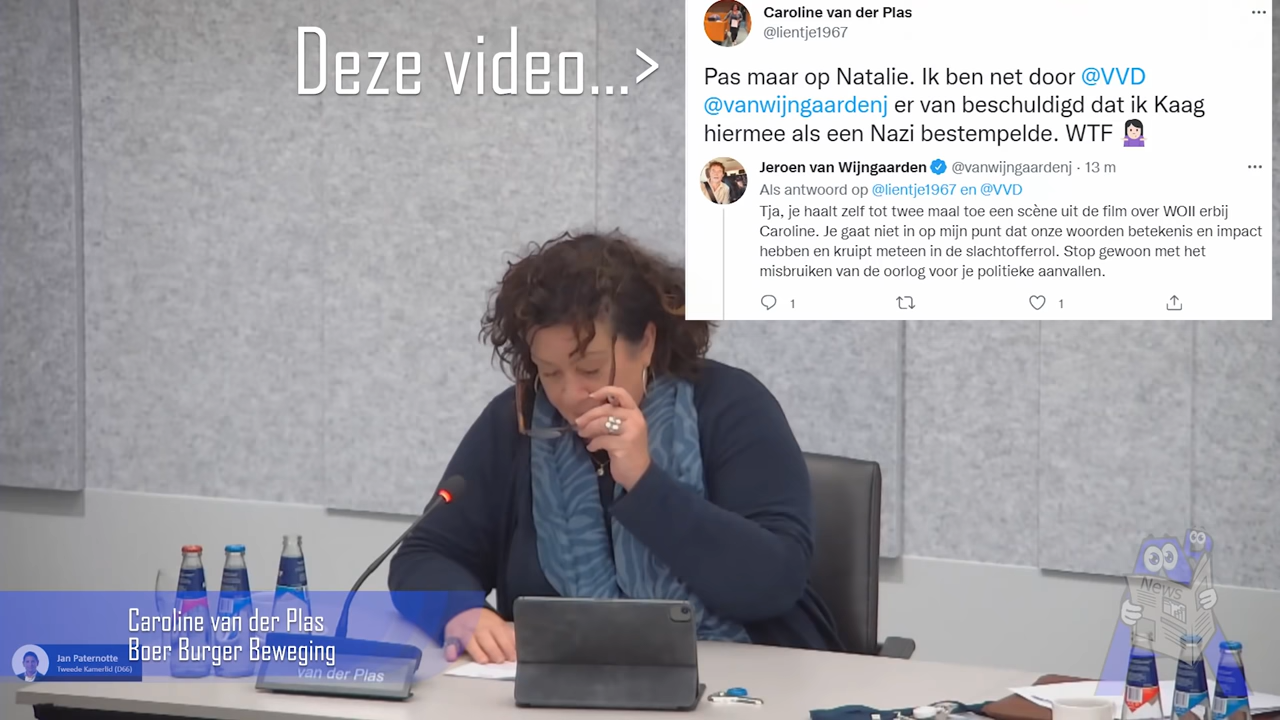 Deze video...>
Caroline van der Plas
@lientje1967
Pas maar op Natalie. Ik ben net door @VVD
@vanwijngaardenj er van beschuldigd dat ik Kaag
hiermee als een Nazi bestempelde. WTF 🤷🏻‍♀️
Jeroen van Wijngaarden @vanwijngaardenj · 13 m
Als antwoord op @lientje1967 en @VVD
Tja, je haalt zelf tot twee maal toe een scène uit de film over WOII erbij
Caroline. Je gaat niet in op mijn punt dat onze woorden betekenis en impact
hebben en kruipt meteen in de slachtofferrol. Stop gewoon met het
misbruiken van de oorlog voor je politieke aanvallen.
1
1
Caroline van der Plas
Boer Burger Beweging
Jan Paternotte
Tweede Kamerlid (D66)
van der Plas
News